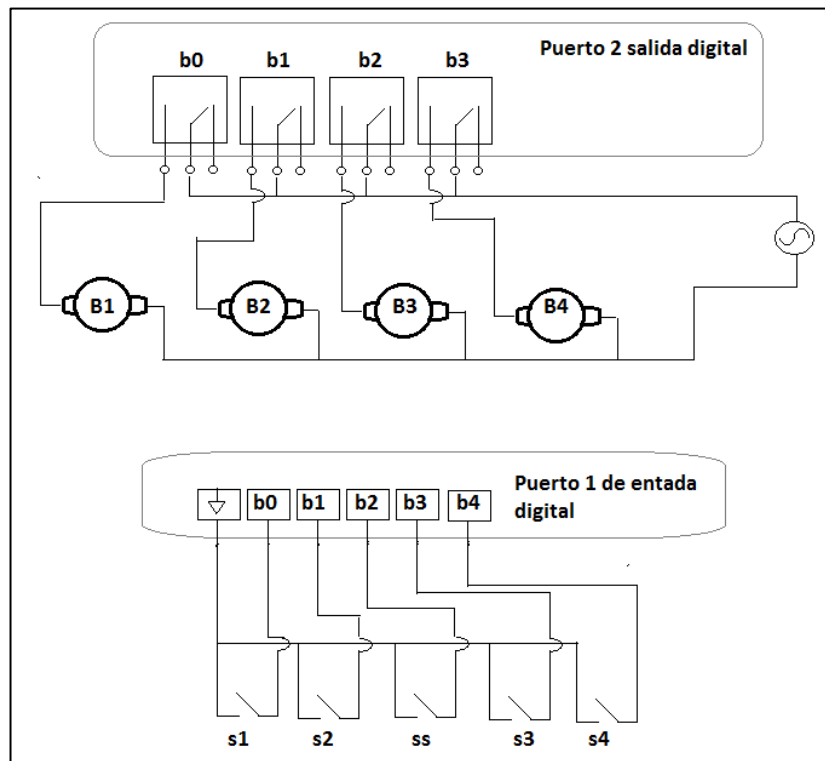 b0 b1 b2 b3
Puerto 2 salida digital
B1 B2 B3 B4
b0 b1 b2 b3 b4
Puerto 1 de entada
digital
s1 s2 ss s3 s4